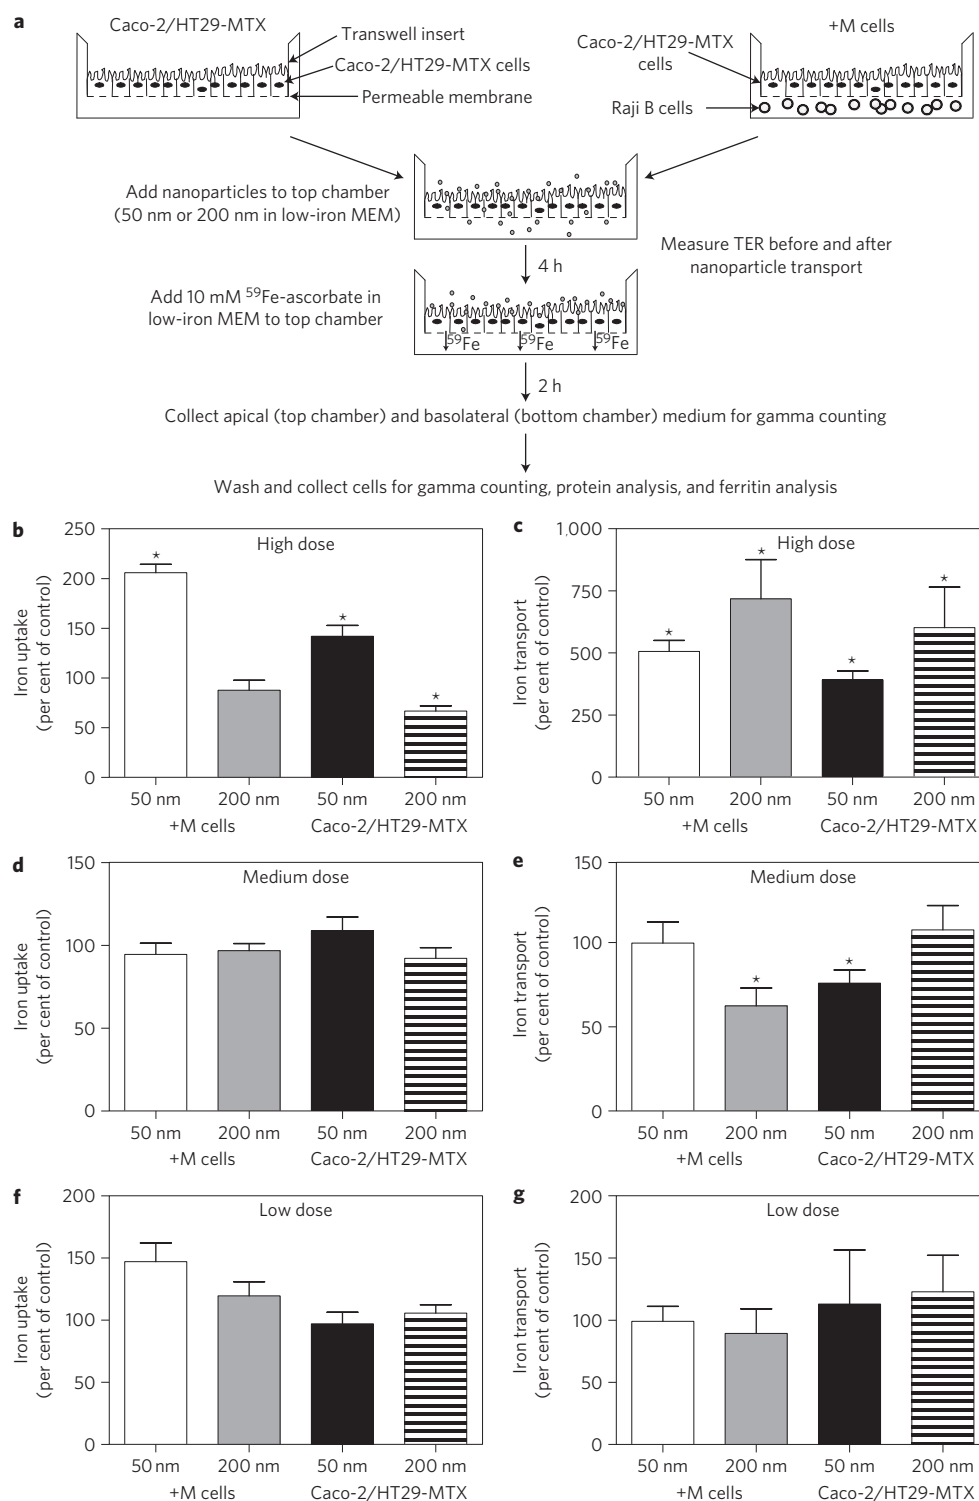 a
Caco-2/HT29-MTX
Transwell insert
Caco-2/HT29-MTX cells
Permeable membrane
+M cells
Caco-2/HT29-MTX
cells
Raji B cells
Add nanoparticles to top chamber
(50 nm or 200 nm in low-iron MEM)
Measure TER before and after
nanoparticle transport
4 h
Add 10 mM ⁵⁹Fe-ascorbate in
low-iron MEM to top chamber
⁵⁹Fe ⁵⁹Fe ⁵⁹Fe
2 h
Collect apical (top chamber) and basolateral (bottom chamber) medium for gamma counting
Wash and collect cells for gamma counting, protein analysis, and ferritin analysis
b
High dose
Iron uptake
(per cent of control)
250
200
150
100
50
0
* * *
50 nm 200 nm 50 nm 200 nm
+M cells Caco-2/HT29-MTX
c
High dose
Iron transport
(per cent of control)
1,000
750
500
250
0
* * * *
50 nm 200 nm 50 nm 200 nm
+M cells Caco-2/HT29-MTX
d
Medium dose
Iron uptake
(per cent of control)
150
100
50
0
50 nm 200 nm 50 nm 200 nm
+M cells Caco-2/HT29-MTX
e
Medium dose
Iron transport
(per cent of control)
150
100
50
0
* *
50 nm 200 nm 50 nm 200 nm
+M cells Caco-2/HT29-MTX
f
Low dose
Iron uptake
(per cent of control)
200
150
100
50
0
50 nm 200 nm 50 nm 200 nm
+M cells Caco-2/HT29-MTX
g
Low dose
Iron transport
(per cent of control)
200
150
100
50
0
50 nm 200 nm 50 nm 200 nm
+M cells Caco-2/HT29-MTX